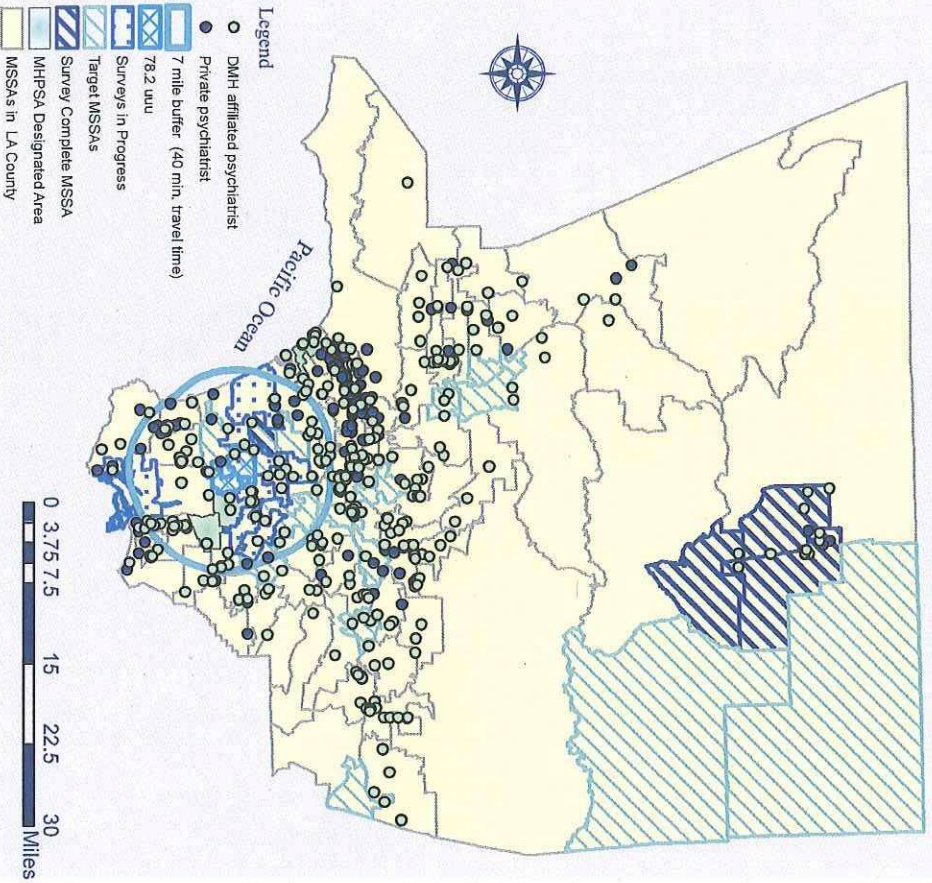 Legend
DMH affiliated psychiatrist
Private psychiatrist
7 mile buffer (40 min. travel time)
78.2 uuu
Surveys in Progress
Target MSSAs
Survey Complete MSSA
MHPSA Designated Area
MSSAs in LA County
Pacific Ocean
0 3.75 7.5 15 22.5 30
Miles